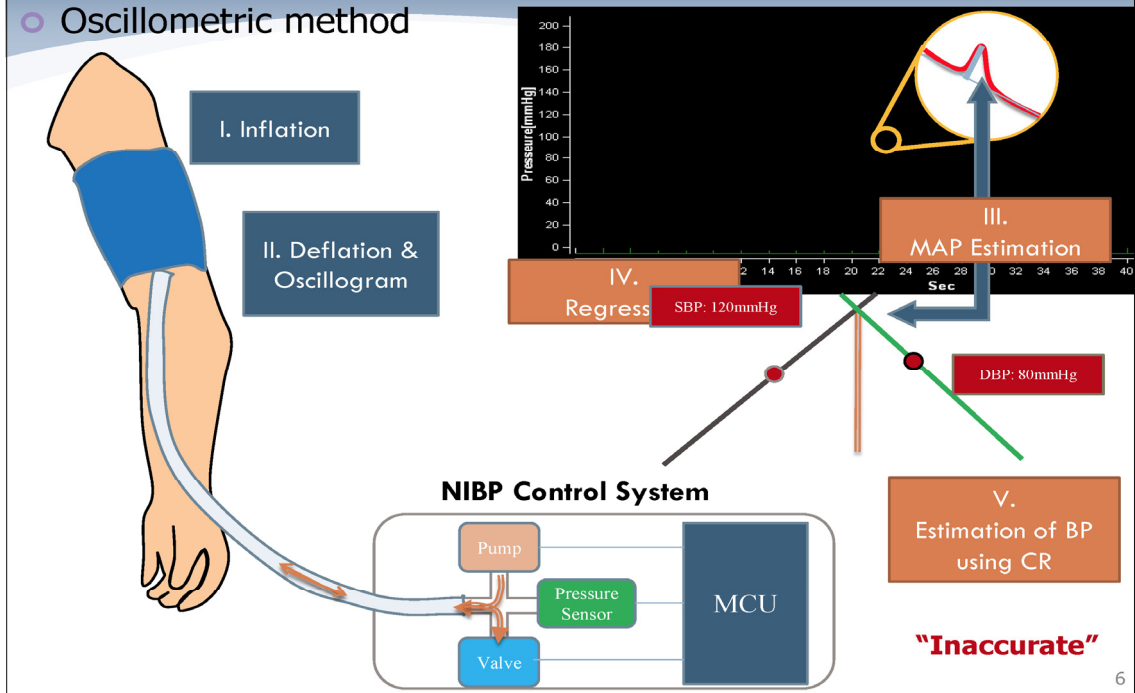 Oscillometric method
I. Inflation
II. Deflation &
Oscillogram
Presseure[mmHg]
200
180
160
140
120
100
80
60
40
20
0
12 14 16 18 20 22 24 26 28 30 32 34 36 38 40
Sec
III.
MAP Estimation
IV.
Regress
SBP: 120mmHg
DBP: 80mmHg
V.
Estimation of BP
using CR
"Inaccurate"
NIBP Control System
Pump
Pressure
Sensor
Valve
MCU
6